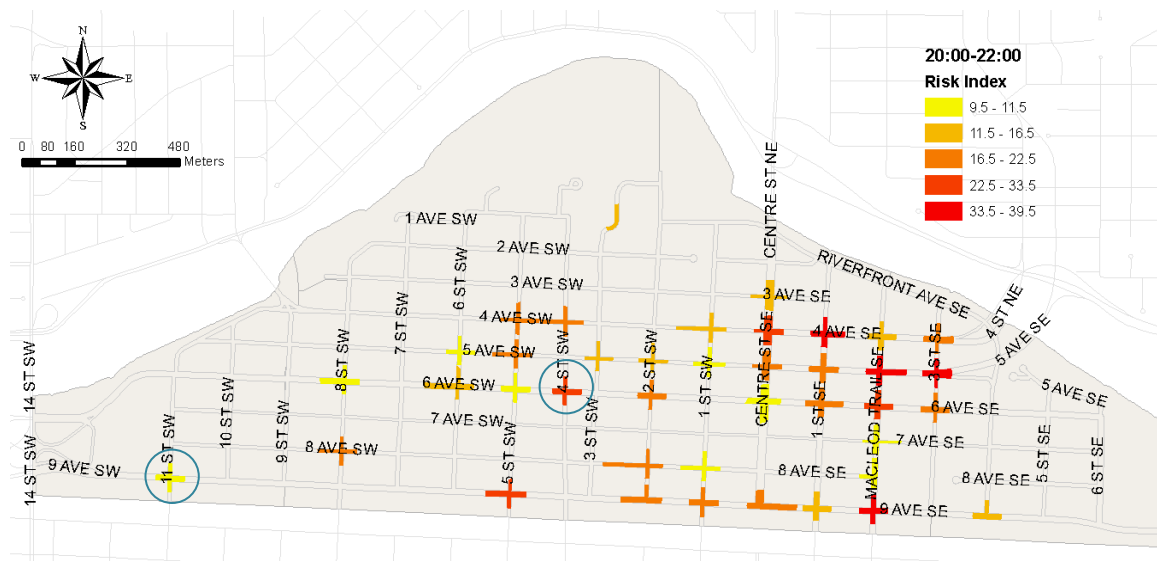 N
W E
S
0 80 160 320 480
Meters
20:00-22:00
Risk Index
9.5 - 11.5
11.5 - 16.5
16.5 - 22.5
22.5 - 33.5
33.5 - 39.5
CENTRE ST NE
1 AVE SW
2 AVE SW
3 AVE SW
4 AVE SW
5 AVE SW
6 AVE SW
7 AVE SW
8 AVE SW
9 AVE SW
14 ST SW
14 ST SW
11 ST SW
10 ST SW
9 ST SW
8 ST SW
7 ST SW
6 ST SW
5 ST SW
4 ST SW
3 ST SW
2 ST SW
1 ST SW
CENTRE ST SE
1 ST SE
MACLEOD TRAIL SE
3 ST SE
RIVERFRONT AVE SE
4 ST NE
3 AVE SE
4 AVE SE
5 AVE SE
5 AVE SE
6 AVE SE
7 AVE SE
8 AVE SE
8 AVE SE
9 AVE SE
5 ST SE
6 ST SE